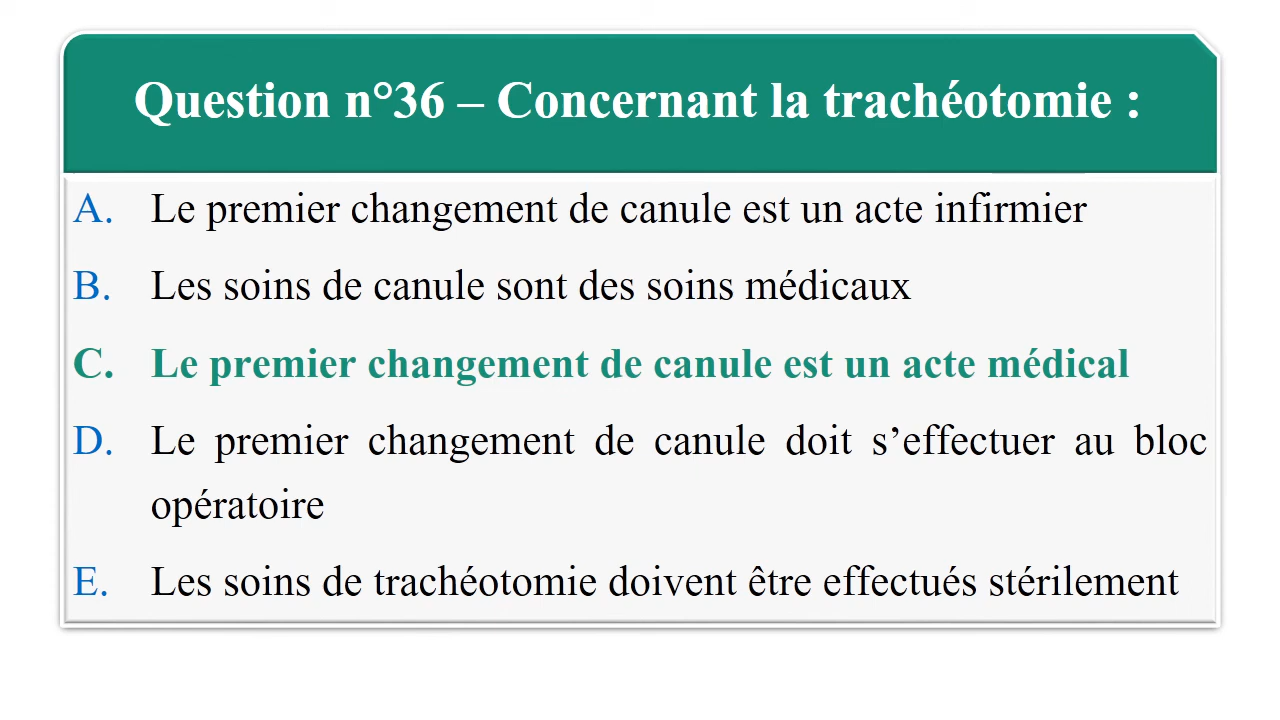 Question n°36 – Concernant la trachéotomie :
A. Le premier changement de canule est un acte infirmier
B. Les soins de canule sont des soins médicaux
C. Le premier changement de canule est un acte médical
D. Le premier changement de canule doit s’effectuer au bloc
opératoire
E. Les soins de trachéotomie doivent être effectués stérilement